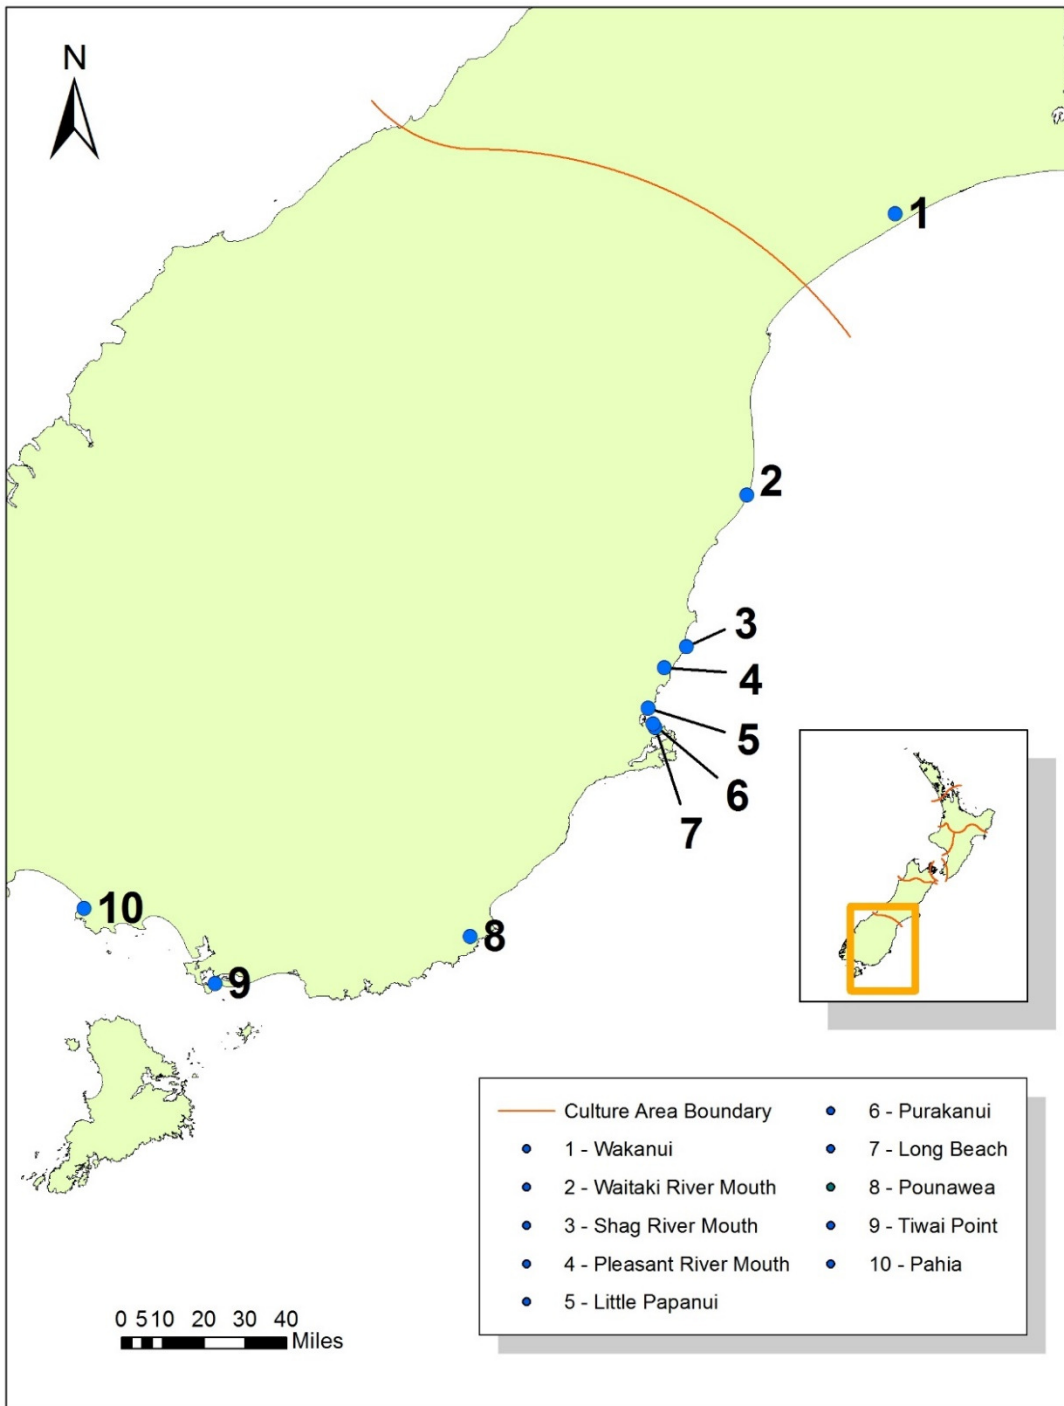 N
1
2
3
4
5
6
7
8
9
10
Culture Area Boundary
1 - Wakanui
2 - Waitaki River Mouth
3 - Shag River Mouth
4 - Pleasant River Mouth
5 - Little Papanui
6 - Purakanui
7 - Long Beach
8 - Pounawea
9 - Tiwai Point
10 - Pahia
0 5 10 20 30 40
Miles